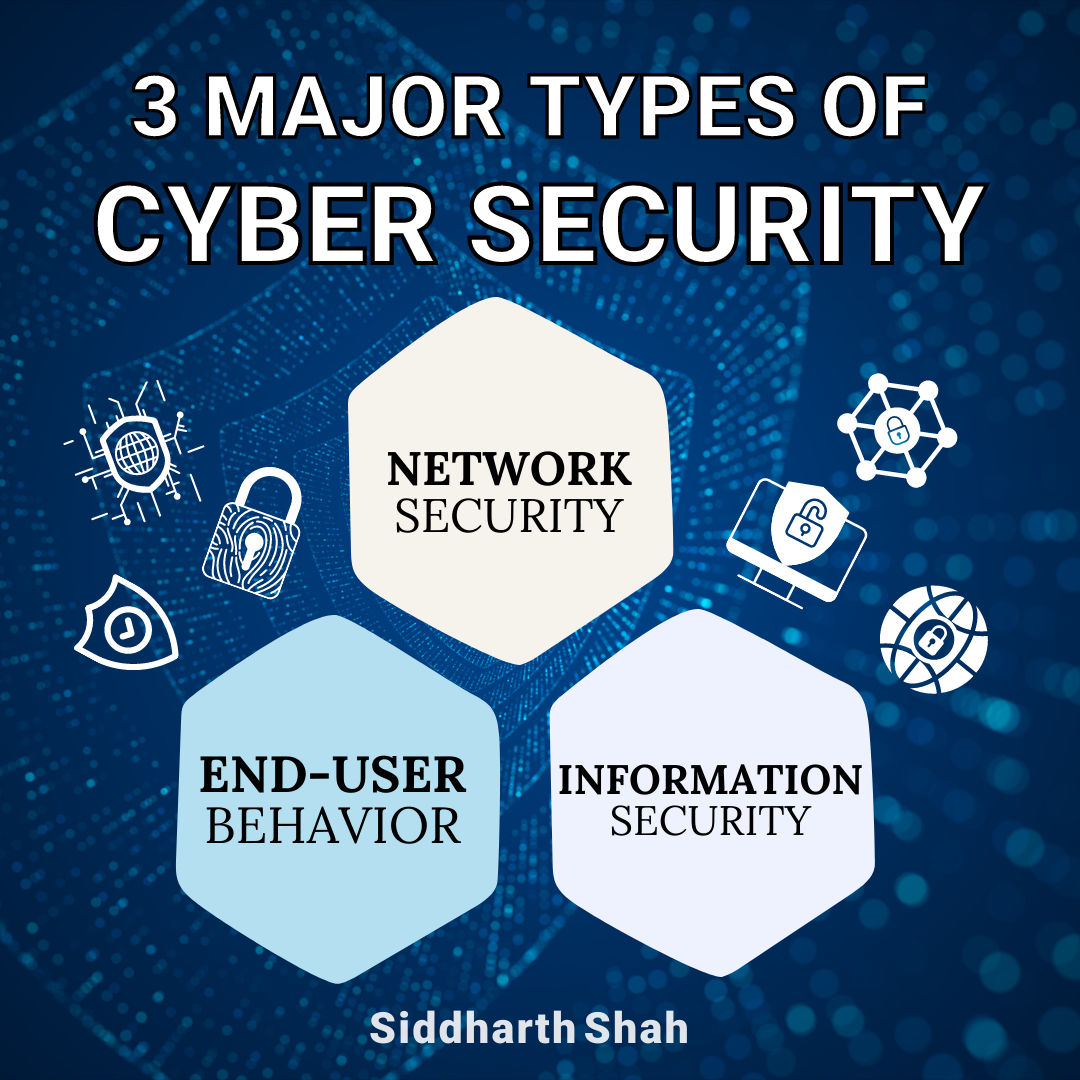 3 MAJOR TYPES OF
CYBER SECURITY
NETWORK
SECURITY
END-USER
BEHAVIOR
INFORMATION
SECURITY
Siddharth Shah